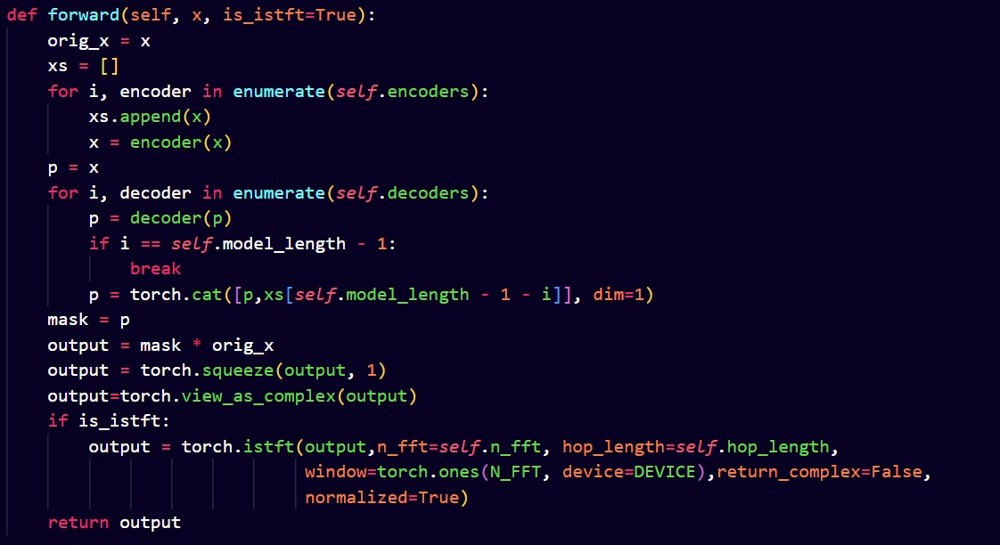 def forward(self, x, is_istft=True):
    orig_x = x
    xs = []
    for i, encoder in enumerate(self.encoders):
        xs.append(x)
        x = encoder(x)
    p = x
    for i, decoder in enumerate(self.decoders):
        p = decoder(p)
        if i == self.model_length - 1:
            break
        p = torch.cat([p,xs[self.model_length - 1 - i]], dim=1)
    mask = p
    output = mask * orig_x
    output = torch.squeeze(output, 1)
    output=torch.view_as_complex(output)
    if is_istft:
        output = torch.istft(output,n_fft=self.n_fft, hop_length=self.hop_length,
                             window=torch.ones(N_FFT, device=DEVICE),return_complex=False,
                             normalized=True)
    return output